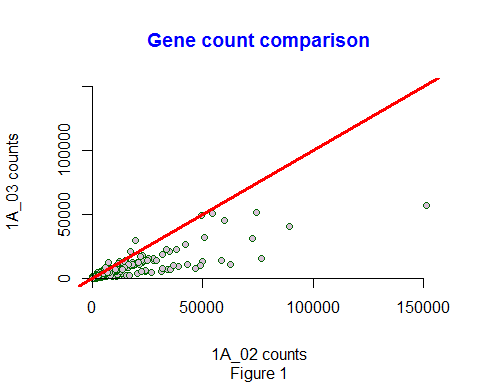 Gene count comparison
1A_03 counts
150000
100000
50000
0
0 50000 100000 150000
1A_02 counts
Figure 1